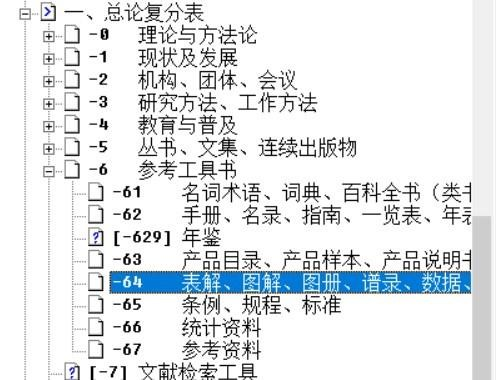 一、总论复分表
-0 理论与方法论
-1 现状及发展
-2 机构、团体、会议
-3 研究方法、工作方法
-4 教育与普及
-5 丛书、文集、连续出版物
-6 参考工具书
-61 名词术语、词典、百科全书（类书
-62 手册、名录、指南、一览表、年表
[-629] 年鉴
-63 产品目录、产品样本、产品说明书
-64 表解、图解、图册、谱录、数据、
-65 条例、规程、标准
-66 统计资料
-67 参考资料
[-7] 文献检索工具